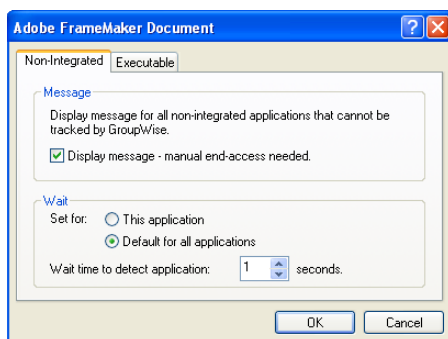 Adobe FrameMaker Document
Non-Integrated Executable
Message
Display message for all non-integrated applications that cannot be
tracked by GroupWise.
Display message - manual end-access needed.
Wait
Set for: This application
Default for all applications
Wait time to detect application: 1 seconds.
OK Cancel